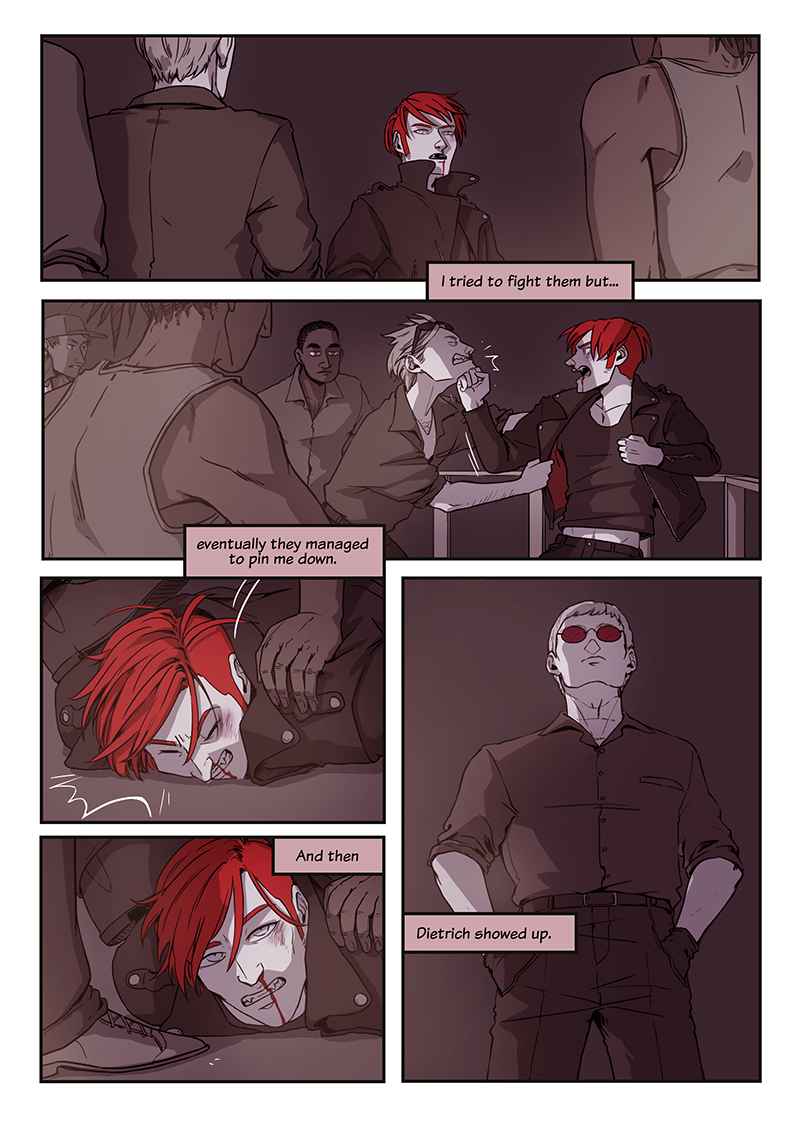 I tried to fight them but...
eventually they managed
to pin me down.
And then
Dietrich showed up.